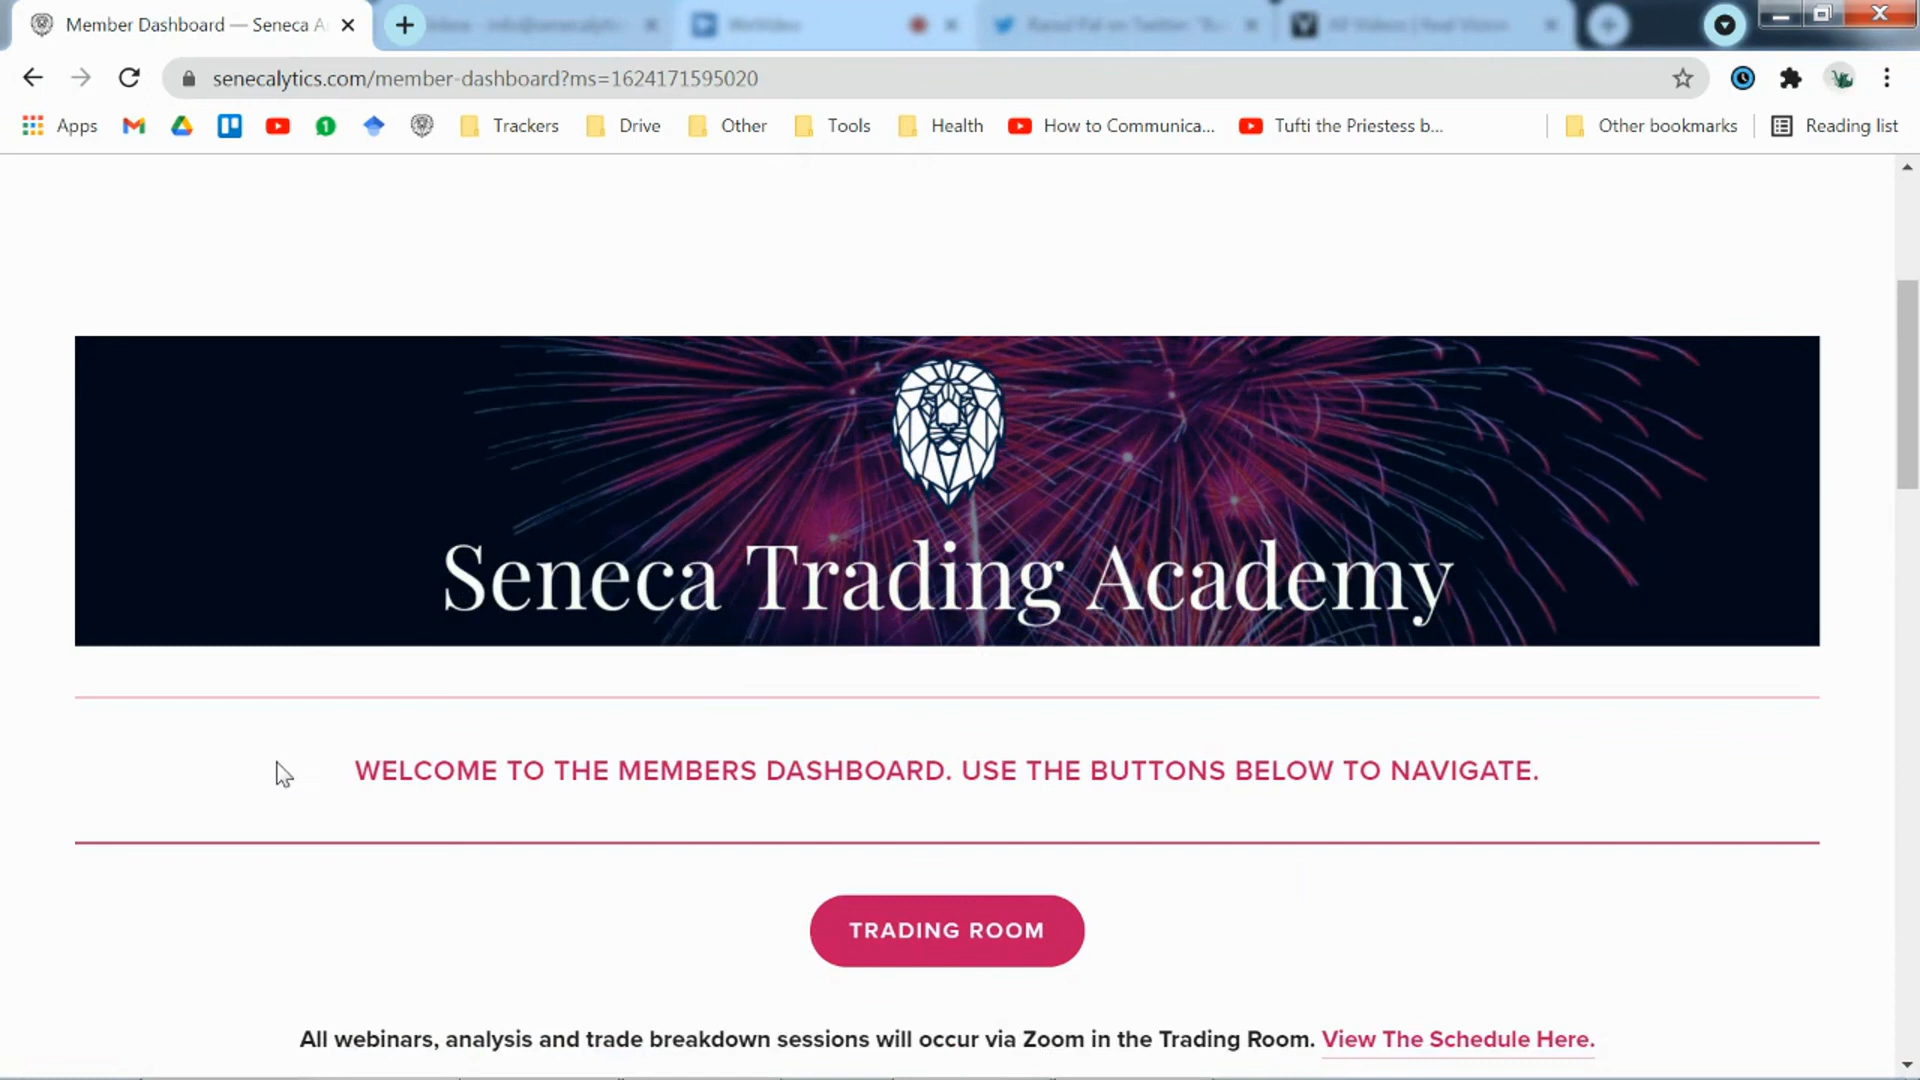 Member Dashboard — Seneca A
senecalytics.com/member-dashboard?ms=1624171595020
Apps
1
Trackers
Drive
Other
Tools
Health
How to Communica...
Tufti the Priestess b...
Other bookmarks
Reading list
Seneca Trading Academy
WELCOME TO THE MEMBERS DASHBOARD. USE THE BUTTONS BELOW TO NAVIGATE.
TRADING ROOM
All webinars, analysis and trade breakdown sessions will occur via Zoom in the Trading Room. View The Schedule Here.